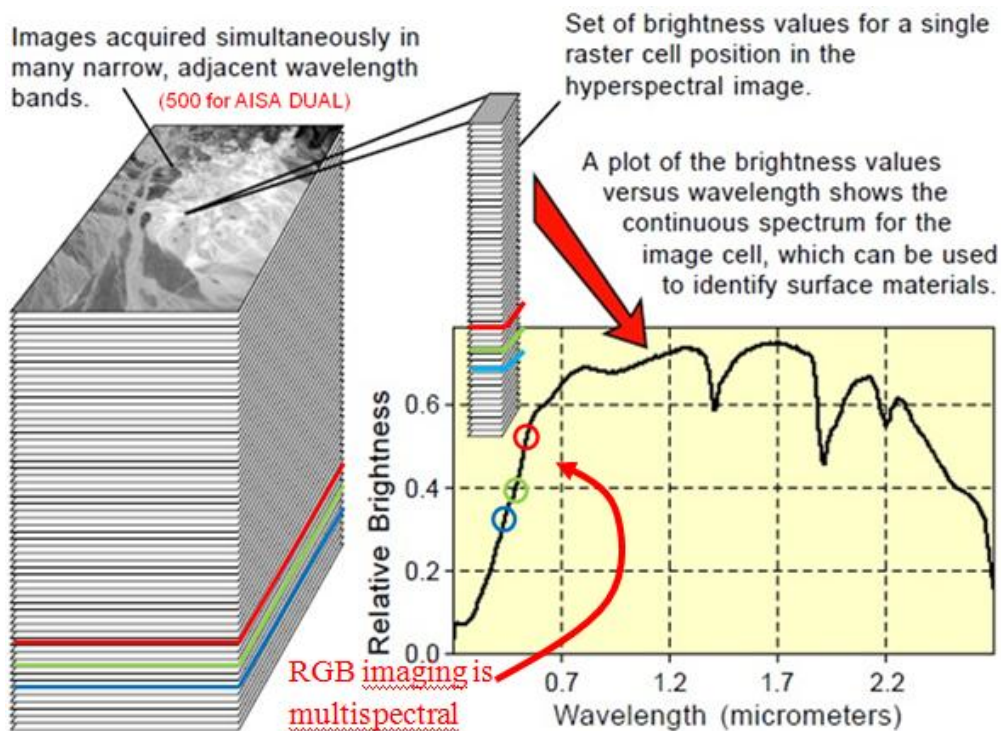 Images acquired simultaneously in
many narrow, adjacent wavelength
bands.
(500 for AISA DUAL)
Set of brightness values for a single
raster cell position in the
hyperspectral image.
A plot of the brightness values
versus wavelength shows the
continuous spectrum for the
image cell, which can be used
to identify surface materials.
Relative Brightness
0.6
0.4
0.2
0.0
0.7 1.2 1.7 2.2
Wavelength (micrometers)
RGB imaging is
multispectral